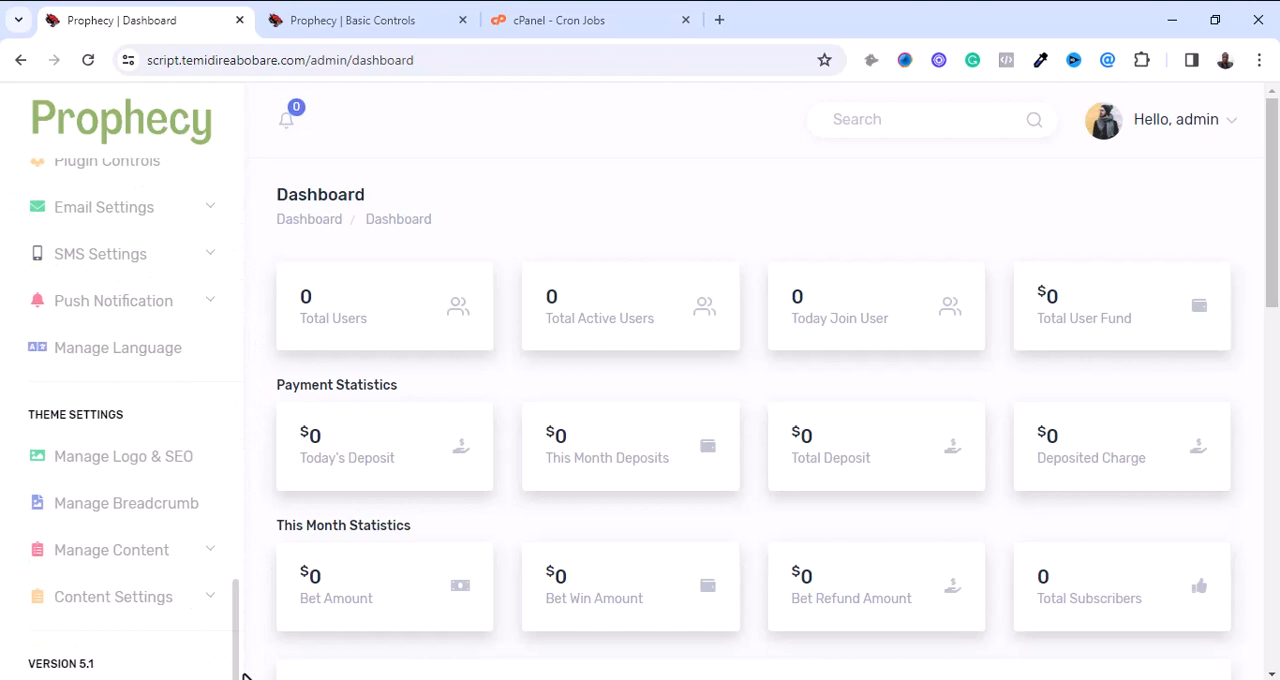 Prophecy | Dashboard
Prophecy | Basic Controls
cPanel - Cron Jobs
script.temidireabobare.com/admin/dashboard
Prophecy
0
Search
Hello, admin
Plugin Controls
Email Settings
SMS Settings
Push Notification
Manage Language
THEME SETTINGS
Manage Logo & SEO
Manage Breadcrumb
Manage Content
Content Settings
VERSION 5.1
Dashboard
Dashboard / Dashboard
0
Total Users
0
Total Active Users
0
Today Join User
$0
Total User Fund
Payment Statistics
$0
Today's Deposit
$0
This Month Deposits
$0
Total Deposit
$0
Deposited Charge
This Month Statistics
$0
Bet Amount
$0
Bet Win Amount
$0
Bet Refund Amount
0
Total Subscribers